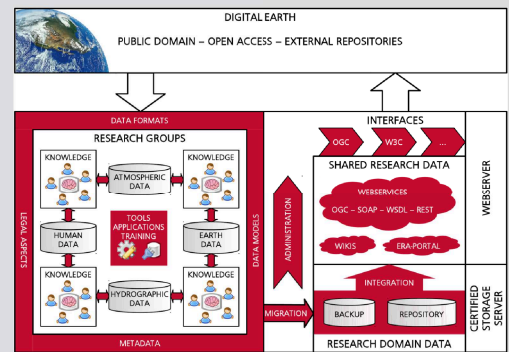 DIGITAL EARTH
PUBLIC DOMAIN – OPEN ACCESS – EXTERNAL REPOSITORIES
DATA FORMATS
RESEARCH GROUPS
KNOWLEDGE
ATMOSPHERIC
DATA
KNOWLEDGE
LEGAL ASPECTS
HUMAN
DATA
TOOLS
APPLICATIONS
TRAINING
EARTH
DATA
DATA MODELS
KNOWLEDGE
HYDROGRAPHIC
DATA
KNOWLEDGE
METADATA
ADMINISTRATION
MIGRATION
INTERFACES
OGC
W3C
...
SHARED RESEARCH DATA
WEBSERVICES
OGC – SOAP – WSDL – REST
WIKIS
ERA-PORTAL
WEBSERVER
INTEGRATION
BACKUP
REPOSITORY
RESEARCH DOMAIN DATA
CERTIFIED
STORAGE
SERVER